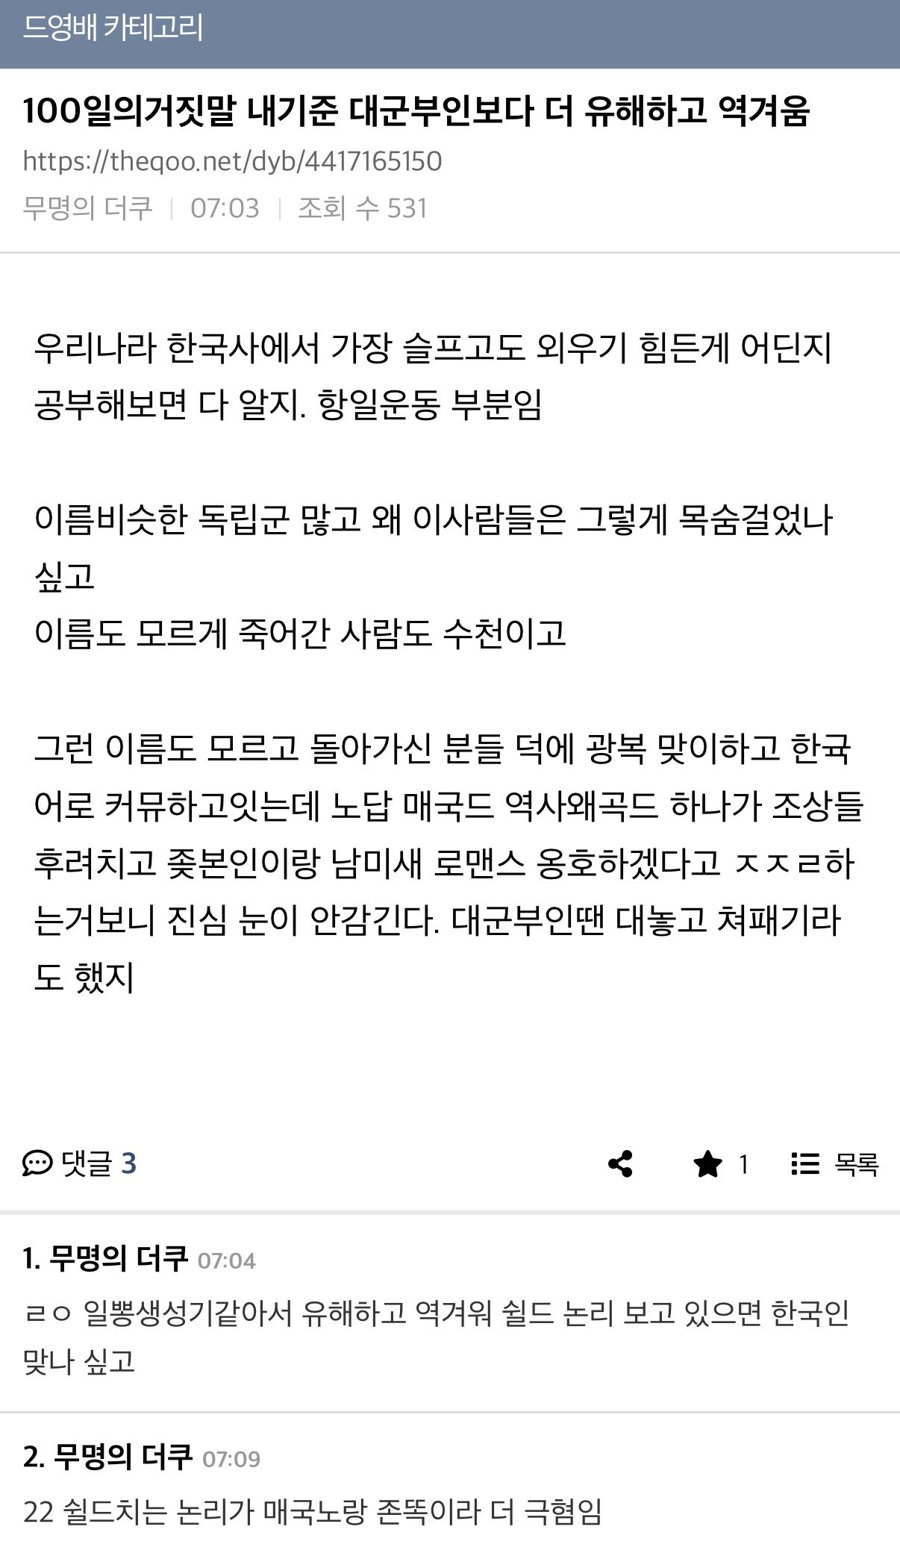 드영배 카테고리
100일의거짓말 내기준 대군부인보다 더 유해하고 역겨움
https://theqoo.net/dyb/4417165150
무명의 더쿠 | 07:03 | 조회 수 531
우리나라 한국사에서 가장 슬프고도 외우기 힘든게 어딘지
공부해보면 다 알지. 항일운동 부분임
이름비슷한 독립군 많고 왜 이사람들은 그렇게 목숨걸었나
싶고
이름도 모르게 죽어간 사람도 수천이고
그런 이름도 모르고 돌아가신 분들 덕에 광복 맞이하고 한귺
어로 커뮤하고잇는데 노답 매국드 역사왜곡드 하나가 조상들
후려치고 좆본인이랑 남미새 로맨스 옹호하겠다고 ㅈㅈㄹ하
는거보니 진심 눈이 안감긴다. 대군부인땐 대놓고 쳐패기라
도 했지
댓글 3
1
목록
1. 무명의 더쿠 07:04
ㄹㅇ 일뽕생성기같아서 유해하고 역겨워 쉴드 논리 보고 있으면 한국인
맞나 싶고
2. 무명의 더쿠 07:09
22 쉴드치는 논리가 매국노랑 존똑이라 더 극혐임